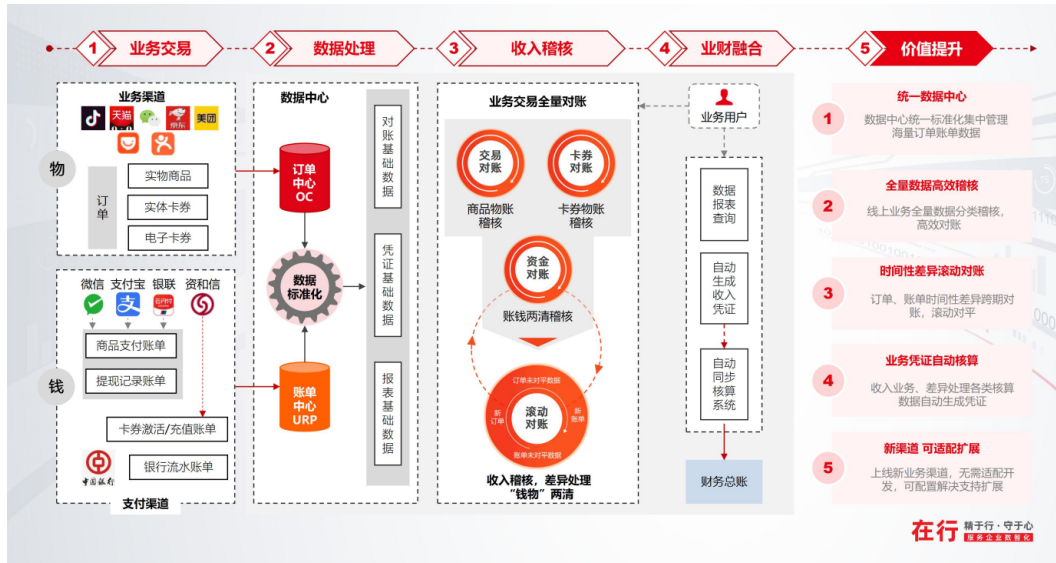 1 业务交易
2 数据处理
3 收入稽核
4 业财融合
5 价值提升
业务渠道
天猫
京东
美团
物
订单
实物商品
实体卡券
电子卡券
微信 支付宝 银联 资和信
支
云闪付
钱
商品支付账单
提现记录账单
卡券激活/充值账单
中国银行
银行流水账单
支付渠道
数据中心
订单
中心
OC
数据
标准化
账单
中心
URP
对账基础数据
凭证基础数据
报表基础数据
业务交易全量对账
交易
对账
卡券
对账
商品物账
稽核
卡券物账
稽核
资金
对账
账钱两清稽核
订单未对平数据
新订单
滚动
对账
新账单
账单未对平数据
收入稽核，差异处理
“钱物”两清
业务用户
数据
报表
查询
自动
生成
收入
凭证
自动
同步
核算
系统
财务总账
统一数据中心
1
数据中心统一标准化集中管理
海量订单账单数据
全量数据高效稽核
2
线上业务全量数据分类稽核，
高效对账
时间性差异滚动对账
3
订单、账单时间性差异跨期对
账，滚动对平
业务凭证自动核算
4
收入业务、差异处理各类核算
数据自动生成凭证
新渠道 可适配扩展
5
上线新业务渠道，无需适配开
发，可配置解决支持扩展
在行 精于行·守于心
服务企业数智化